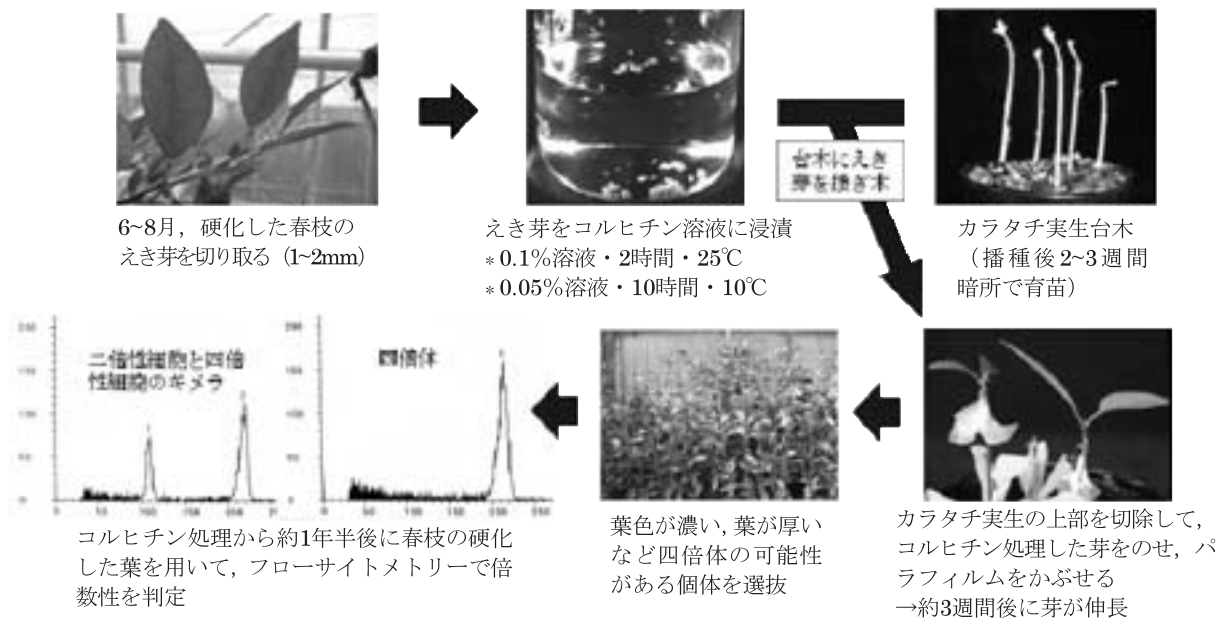 6~8月，硬化した春枝の
えき芽を切り取る（1~2mm）
えき芽をコルヒチン溶液に浸漬
*0.1%溶液・2時間・25℃
*0.05%溶液・10時間・10℃
台木にえき
芽を接ぎ木
カラタチ実生台木
（播種後2~3週間
暗所で育苗）
カラタチ実生の上部を切除して，
コルヒチン処理した芽をのせ，パ
ラフィルムをかぶせる
→約3週間後に芽が伸長
葉色が濃い，葉が厚い
など四倍体の可能性
がある個体を選抜
二倍性細胞と四倍
性細胞のキメラ
四倍体
コルヒチン処理から約1年半後に春枝の硬化
した葉を用いて，フローサイトメトリーで倍
数性を判定